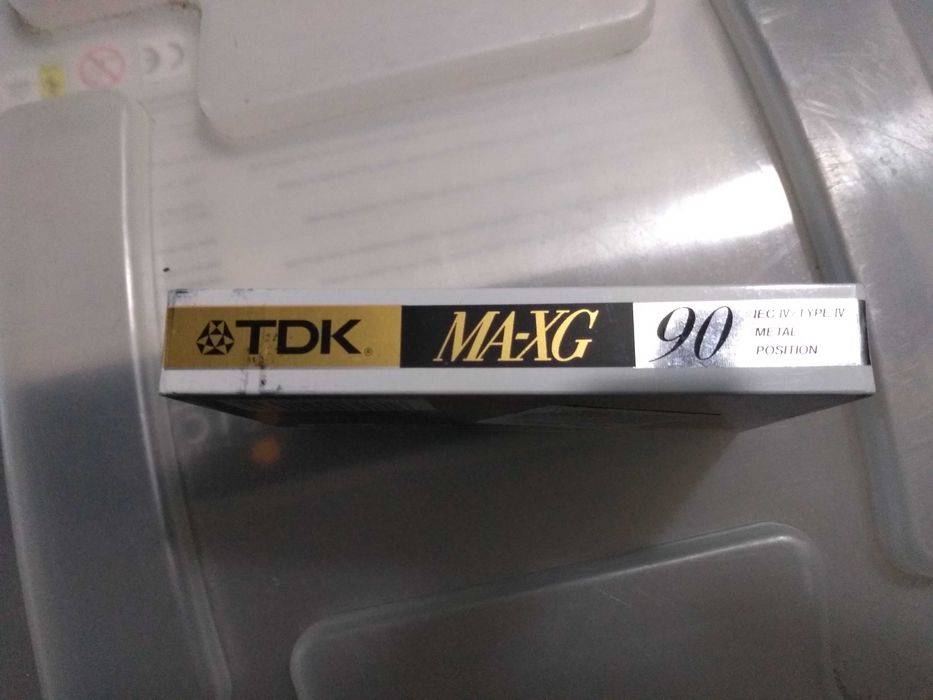 TDK®
MA-XG
90
IEC IV / TYPE IV
METAL
POSITION